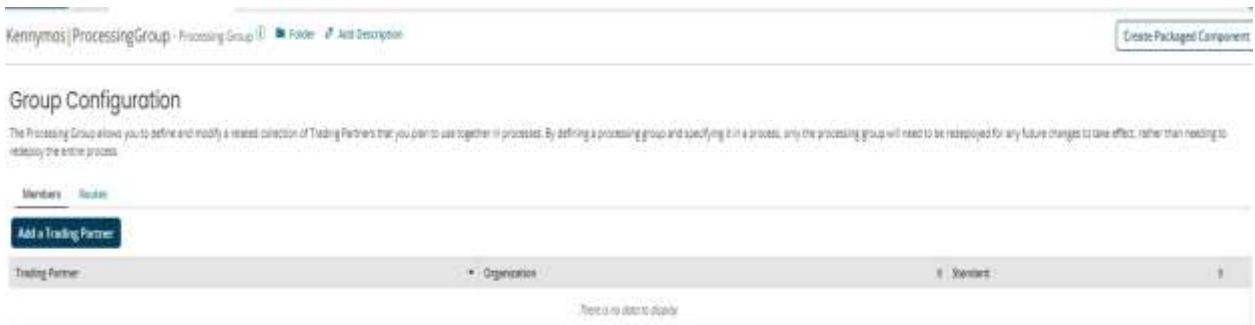 Kennymos|ProcessingGroup - Processing Group Folder Add Description
Create Packaged Component
Group Configuration
The Processing Group allows you to define and modify a related collection of Trading Partners that you plan to use together in processes. By defining a processing group and specifying it in a process, only the processing group will need to be redeployed for any future changes to take effect, rather than needing to
redeploy the entire process.
Members Routes
Add a Trading Partner
Trading Partner Organization Standard
There is no data to display